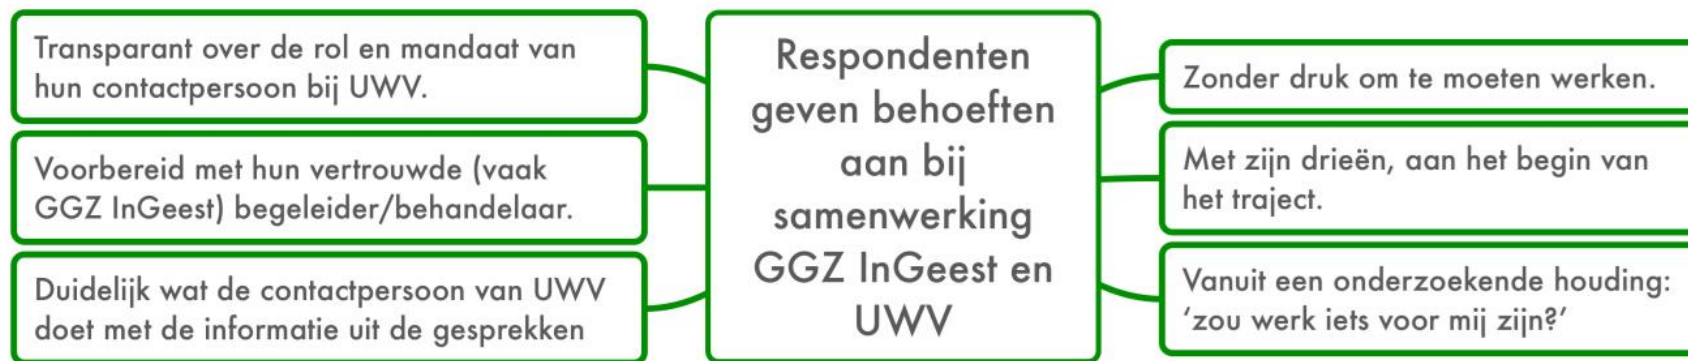 Transparant over de rol en mandaat van
hun contactpersoon bij UWV.
Voorbereid met hun vertrouwde (vaak
GGZ InGeest) begeleider/behandelaar.
Duidelijk wat de contactpersoon van UWV
doet met de informatie uit de gesprekken
Respondenten
geven behoeften
aan bij
samenwerking
GGZ InGeest en
UWV
Zonder druk om te moeten werken.
Met zijn drieën, aan het begin van
het traject.
Vanuit een onderzoekende houding:
‘zou werk iets voor mij zijn?’